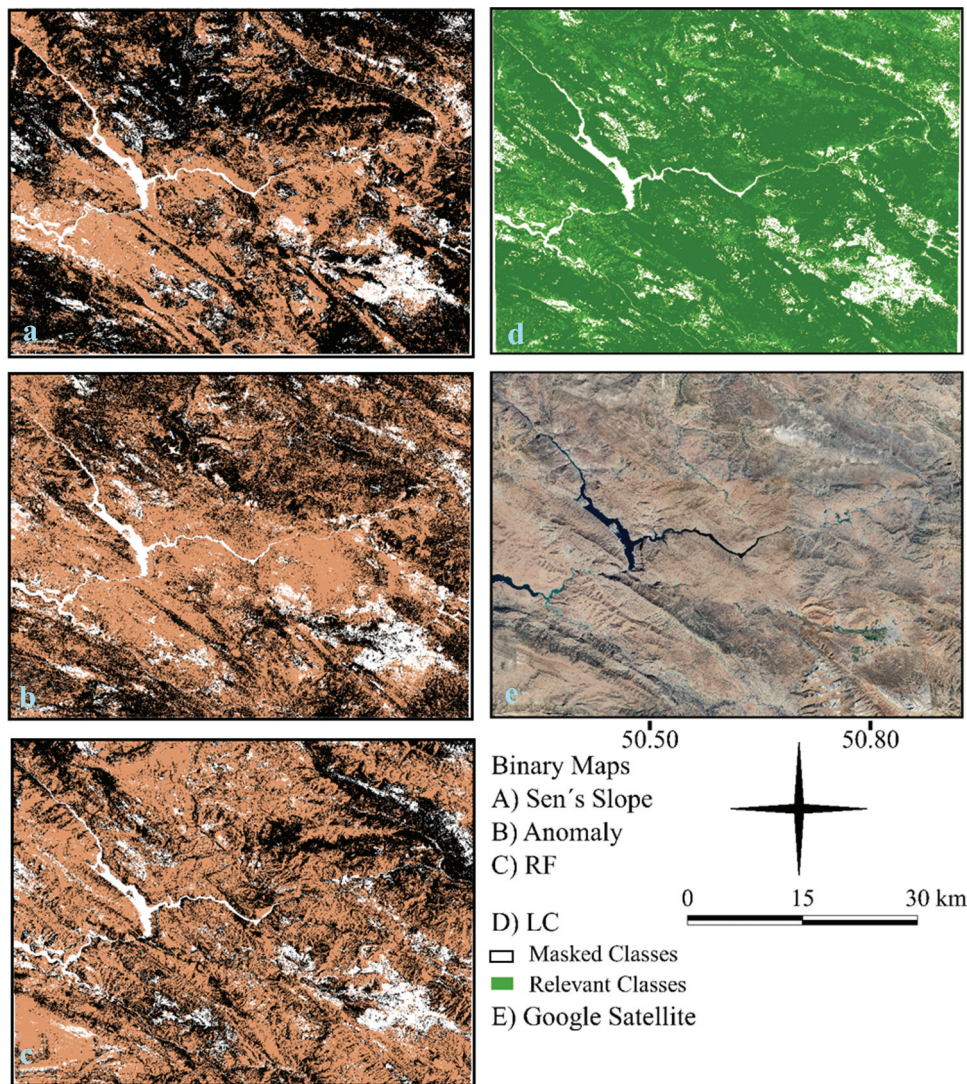 a
d
b
e
c
50.50 50.80
Binary Maps
A) Sen´s Slope
B) Anomaly
C) RF
0 15 30 km
D) LC
Masked Classes
Relevant Classes
E) Google Satellite